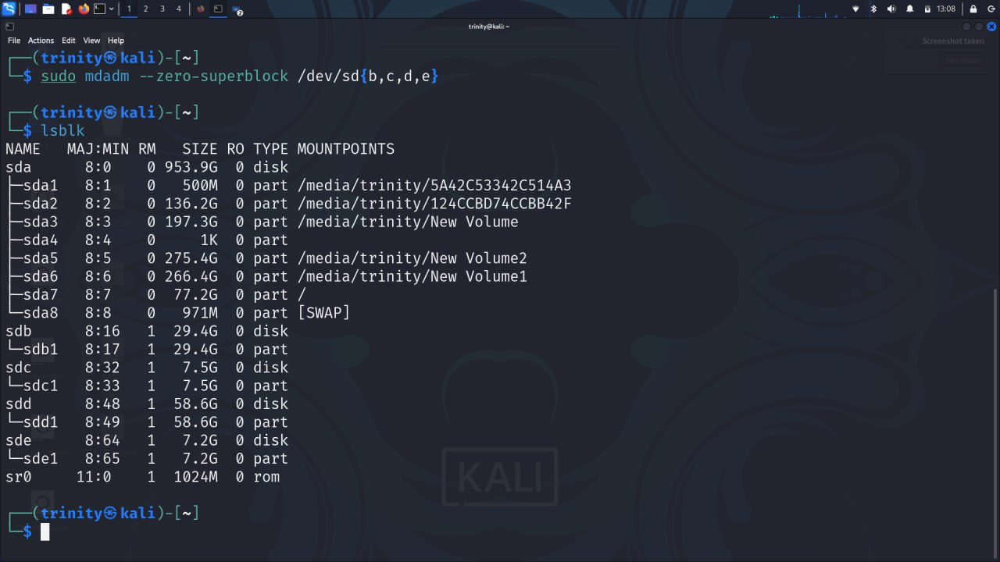 1 2 3 4 2 13:08
trinity@kali: ~
File Actions Edit View Help
Screenshot taken
View image
┌──(trinity㉿kali)-[~]
└─$ sudo mdadm --zero-superblock /dev/sd{b,c,d,e}
┌──(trinity㉿kali)-[~]
└─$ lsblk
NAME MAJ:MIN RM SIZE RO TYPE MOUNTPOINTS
sda 8:0 0 953.9G 0 disk
├─sda1 8:1 0 500M 0 part /media/trinity/5A42C53342C514A3
├─sda2 8:2 0 136.2G 0 part /media/trinity/124CCBD74CCBB42F
├─sda3 8:3 0 197.3G 0 part /media/trinity/New Volume
├─sda4 8:4 0 1K 0 part
├─sda5 8:5 0 275.4G 0 part /media/trinity/New Volume2
├─sda6 8:6 0 266.4G 0 part /media/trinity/New Volume1
├─sda7 8:7 0 77.2G 0 part /
└─sda8 8:8 0 971M 0 part [SWAP]
sdb 8:16 1 29.4G 0 disk
└─sdb1 8:17 1 29.4G 0 part
sdc 8:32 1 7.5G 0 disk
└─sdc1 8:33 1 7.5G 0 part
sdd 8:48 1 58.6G 0 disk
└─sdd1 8:49 1 58.6G 0 part
sde 8:64 1 7.2G 0 disk
└─sde1 8:65 1 7.2G 0 part
sr0 11:0 1 1024M 0 rom
KALI
┌──(trinity㉿kali)-[~]
└─$